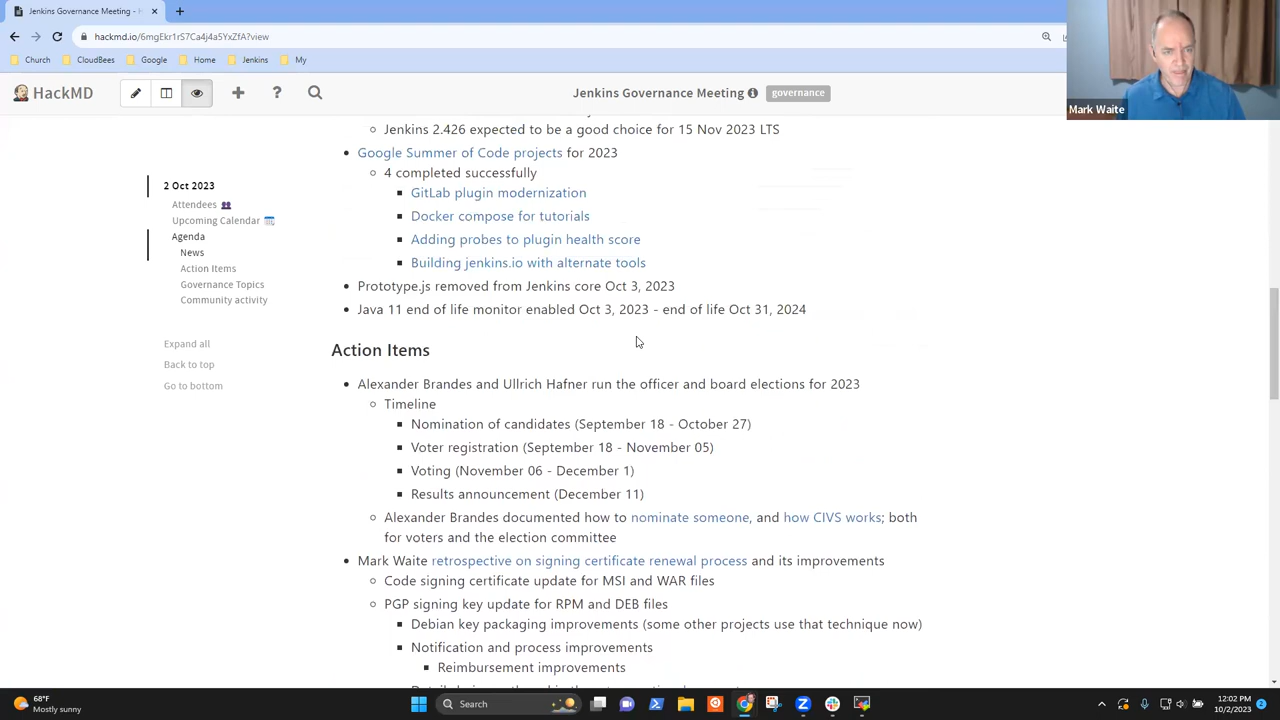 Jenkins Governance Meeting - H
hackmd.io/6mgEkr1rS7Ca4j4a5YxZfA?view
Church CloudBees Google Home Jenkins My
HackMD
Jenkins Governance Meeting governance
Mark Waite
2 Oct 2023
Attendees
Upcoming Calendar
Agenda
News
Action Items
Governance Topics
Community activity
Expand all
Back to top
Go to bottom
Jenkins 2.426 expected to be a good choice for 15 Nov 2023 LTS
Google Summer of Code projects for 2023
4 completed successfully
GitLab plugin modernization
Docker compose for tutorials
Adding probes to plugin health score
Building jenkins.io with alternate tools
Prototype.js removed from Jenkins core Oct 3, 2023
Java 11 end of life monitor enabled Oct 3, 2023 - end of life Oct 31, 2024
Action Items
Alexander Brandes and Ullrich Hafner run the officer and board elections for 2023
Timeline
Nomination of candidates (September 18 - October 27)
Voter registration (September 18 - November 05)
Voting (November 06 - December 1)
Results announcement (December 11)
Alexander Brandes documented how to nominate someone, and how CIVS works; both
for voters and the election committee
Mark Waite retrospective on signing certificate renewal process and its improvements
Code signing certificate update for MSI and WAR files
PGP signing key update for RPM and DEB files
Debian key packaging improvements (some other projects use that technique now)
Notification and process improvements
Reimbursement improvements
68°F
Mostly sunny
Search
12:02 PM
10/2/2023